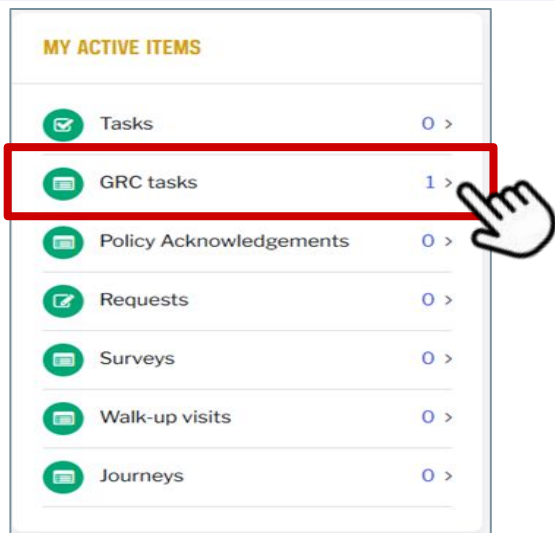 MY ACTIVE ITEMS
Tasks 0 >
GRC tasks 1 >
Policy Acknowledgements 0 >
Requests 0 >
Surveys 0 >
Walk-up visits 0 >
Journeys 0 >